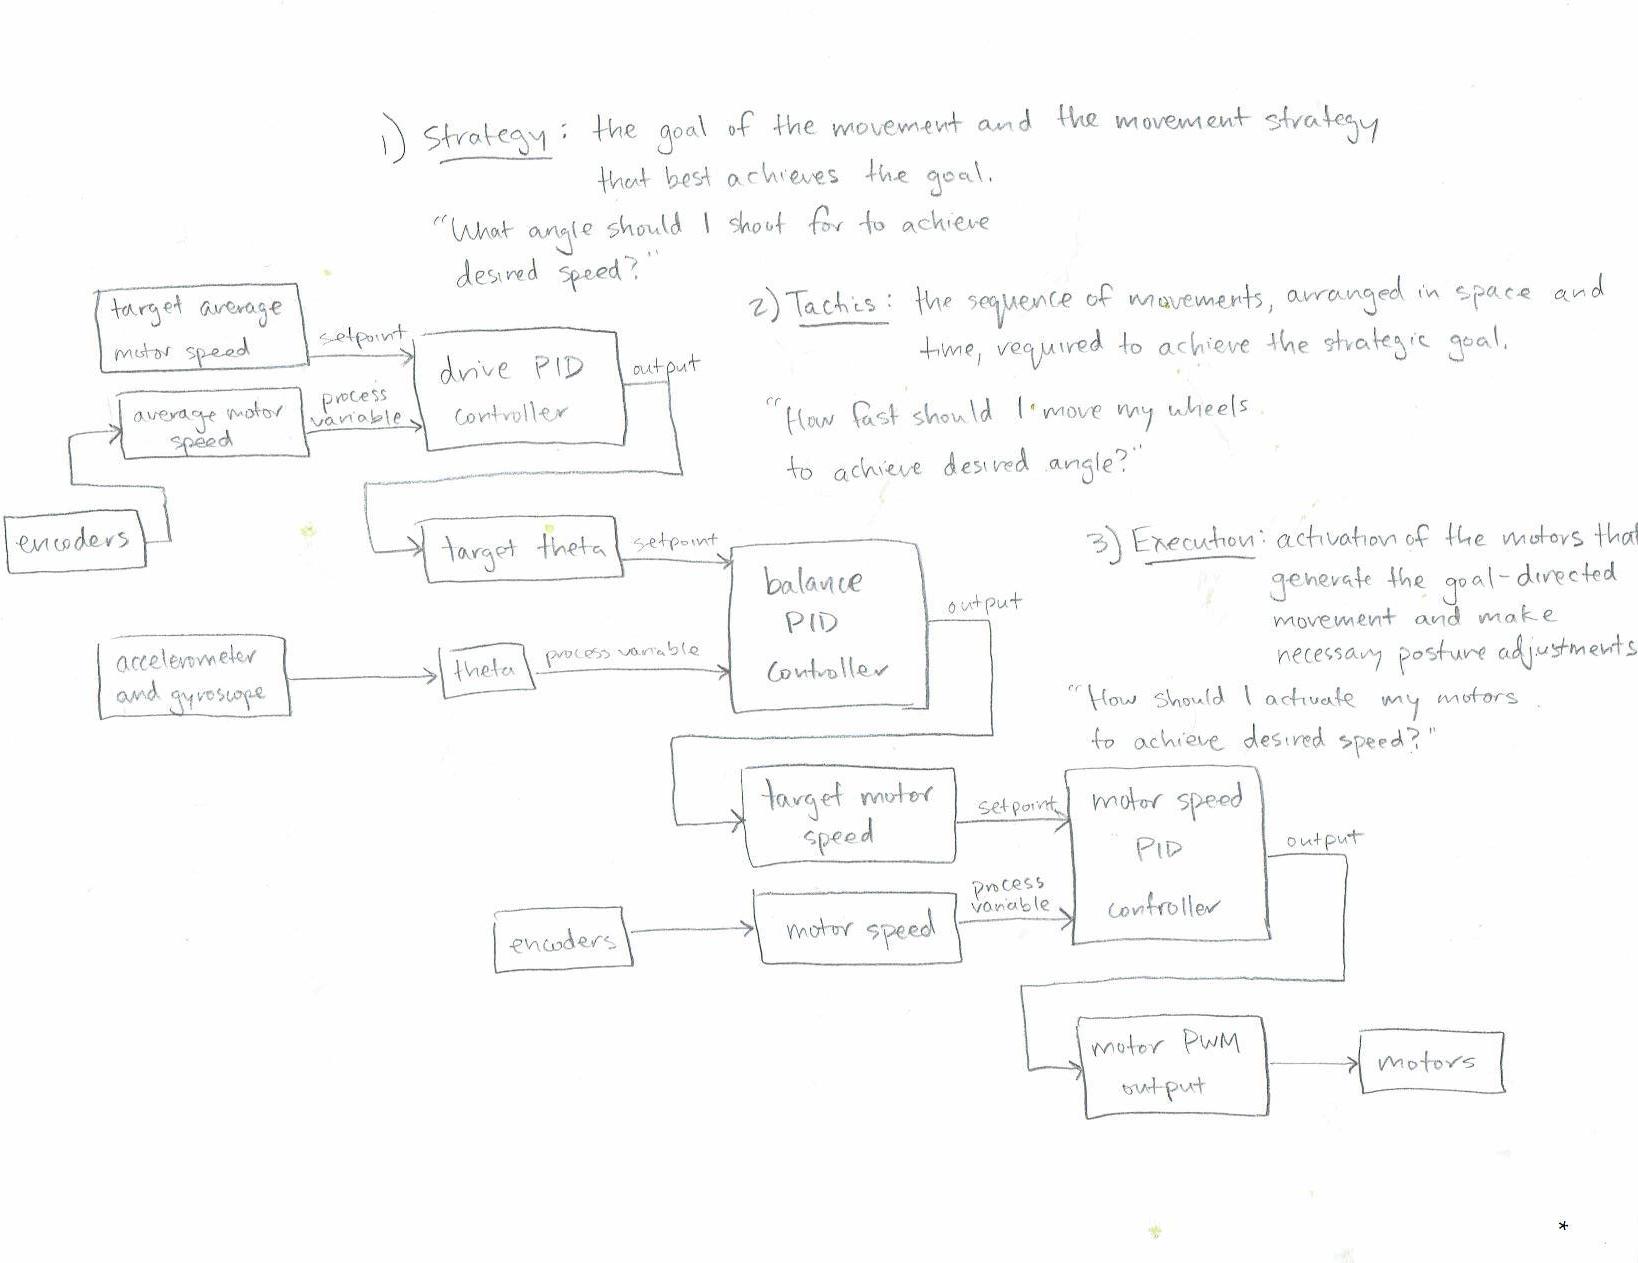 1) Strategy: the goal of the movement and the movement strategy
that best achieves the goal.
"What angle should I shoot for to achieve
desired speed?"
target average
motor speed
setpoint
average motor
speed
process
variable
drive PID
controller
output
encoders
2) Tactics: the sequence of movements, arranged in space and
time, required to achieve the strategic goal.
"How fast should I move my wheels
to achieve desired angle?"
target theta
setpoint
accelerometer
and gyroscope
theta
process variable
balance
PID
controller
output
3) Execution: activation of the motors that
generate the goal-directed
movement and make
necessary posture adjustments
"How should I activate my motors
to achieve desired speed?"
target motor
speed
setpoint
encoders
motor speed
process
variable
motor speed
PID
controller
output
motor PWM
output
motors
*